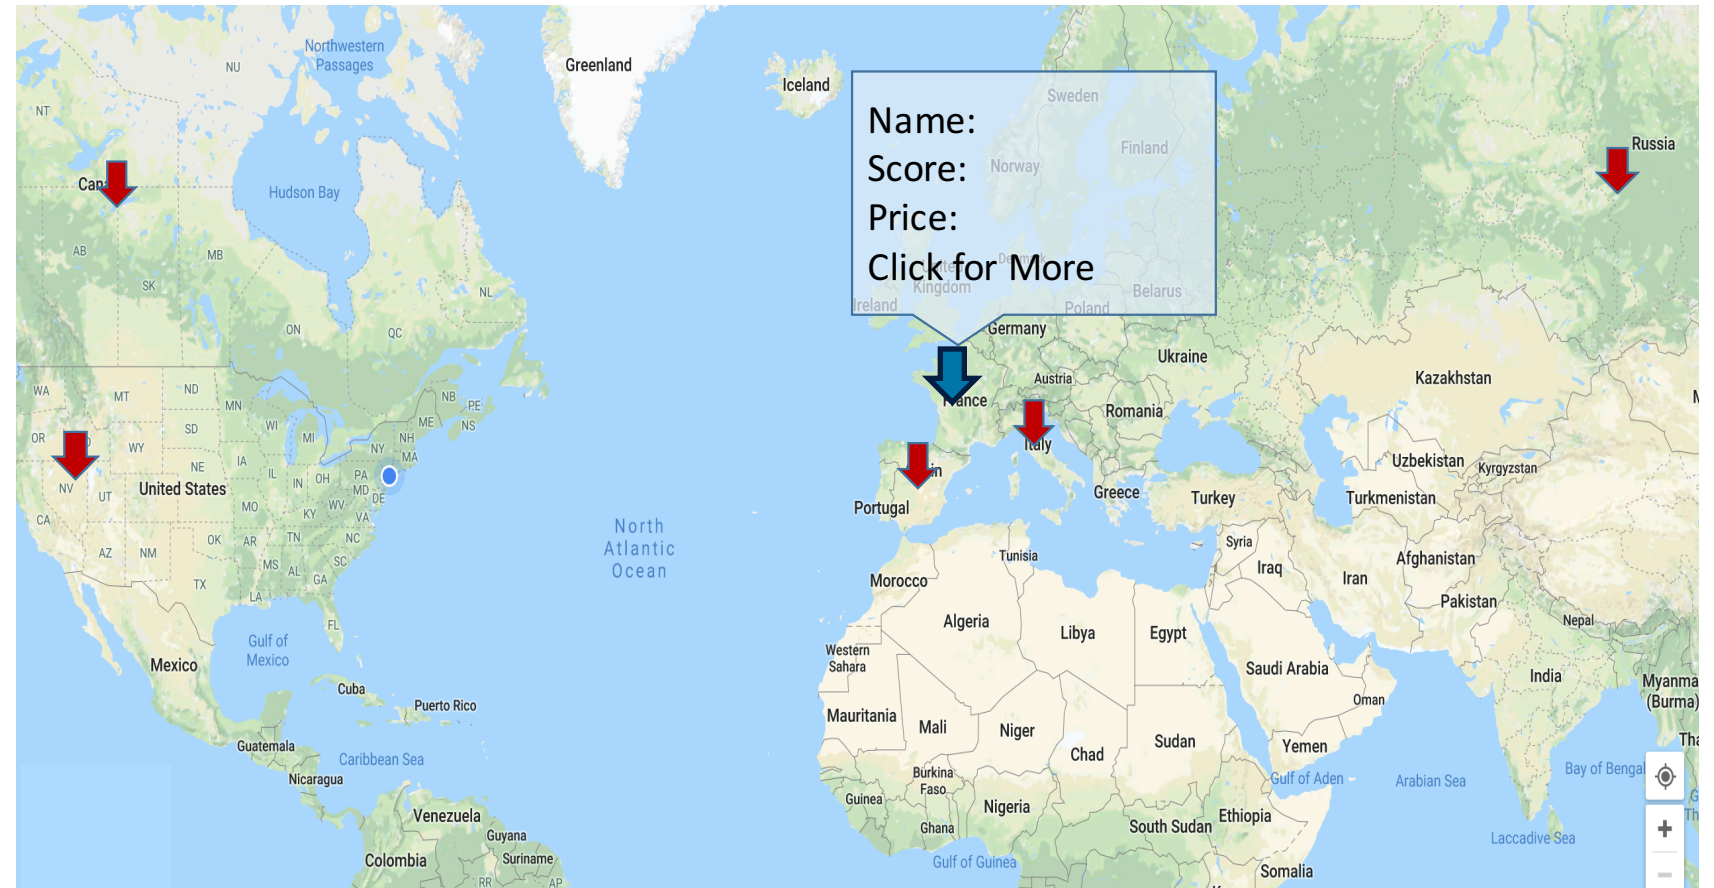 Northwestern
Passages
Greenland
NU
Iceland
NT
Sweden
Name:
Finland
Russia
Score:
Norway
Hudson Bay
Price:
AB
MB
Click for More
United
Kingdom
SK
NL
Belarus
Ireland
Poland
ON
QC
Germany
Ukraine
Austria
Kazakhstan
WA
MT
ND
NB
PE
MN
ME
NS
Romania
OR
SD
WI
MI
NH
NY
MA
Italy
WY
NE
IA
Uzbekistan
Kyrgyzstan
NV
UT
United States
IL
IN
OH
PA
MD
DE
Greece
Turkey
Turkmenistan
MO
KY
WV
VA
Portugal
CA
North
Atlantic
Ocean
OK
AR
TN
NC
Syria
AZ
NM
Tunisia
Afghanistan
MS
AL
SC
GA
Iraq
Iran
TX
LA
Morocco
Pakistan
FL
Algeria
Libya
Egypt
Nepal
Gulf of
Mexico
Western
Sahara
Mexico
Saudi Arabia
India
Myanma
(Burma)
Cuba
Puerto Rico
Oman
Mauritania
Mali
Niger
Chad
Sudan
Yemen
Tha
Guatemala
Caribbean Sea
Nicaragua
Burkina
Faso
Gulf of Aden
Arabian Sea
Bay of Bengal
Guinea
Nigeria
Venezuela
Guyana
Ghana
South Sudan
Ethiopia
Laccadive Sea
Colombia
Suriname
Gulf of Guinea
Somalia
RR
AP